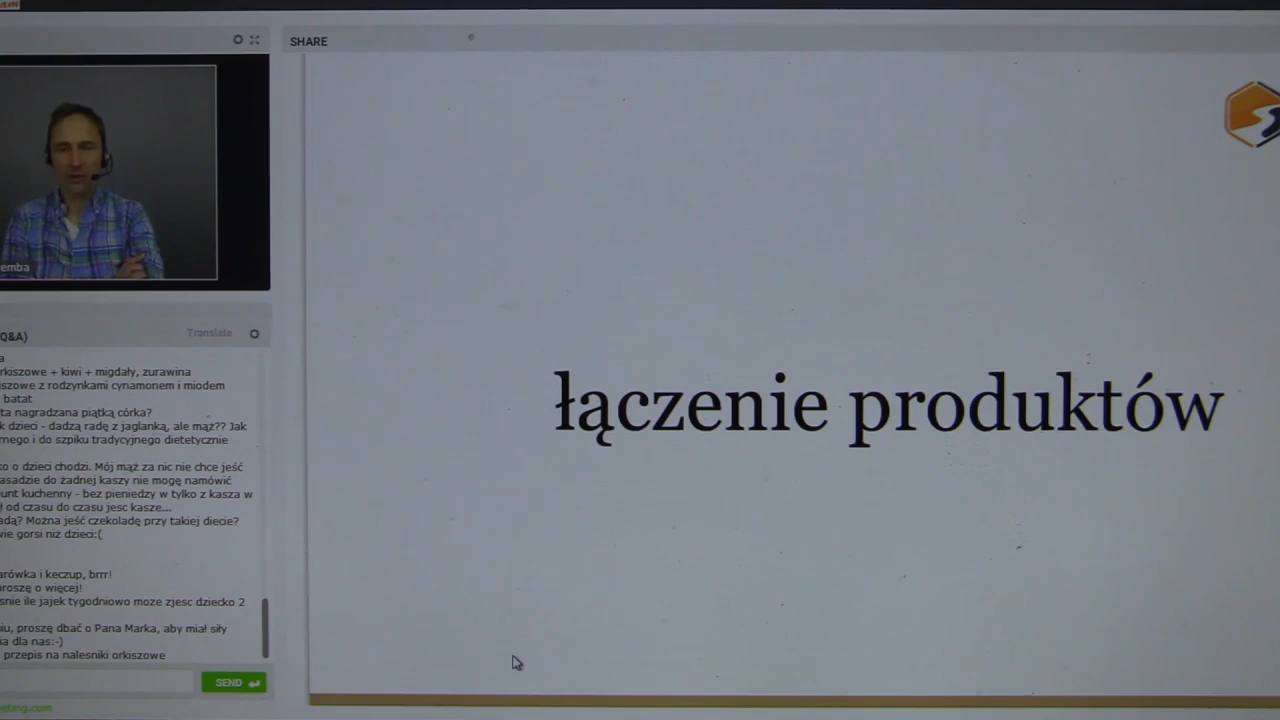 SHARE
emba
Q&A)
Translate
a
rkiszowe + kiwi + migdały, zurawina
iszowe z rodzynkami cynamonem i miodem
batat
ta nagradzana piątką córka?
k dzieci - dadzą radę z jaglanką, ale mąż?? Jak
rnego i do szpiku tradycyjnego dietetycznie
ko o dzieci chodzi. Mój mąż za nic nie chce jeść
asadzie do żadnej kaszy nie mogę namówić
unt kuchenny - bez pieniedzy w tylko z kasza w
ł od czasu do czasu jesc kasze...
adą? Można jeść czekoladę przy takiej diecie?
wie gorsi niż dzieci:(
arówka i keczup, brrr!
roszę o więcej!
snie ile jajek tygodniowo moze zjesc dziecko 2
iu, proszę dbać o Pana Marka, aby miał siły
ia dla nas:-)
przepis na nalesniki orkiszowe
SEND
łączenie produktów